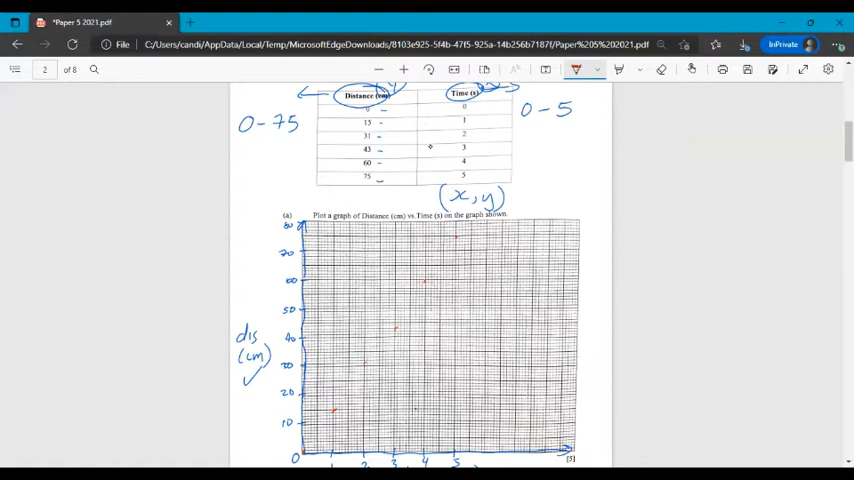 *Paper 5 2021.pdf
File | C:/Users/candi/AppData/Local/Temp/MicrosoftEdgeDownloads/8103e925-5f4b-47f5-925a-14b256b7187f/Paper%205%202021.pdf
InPrivate
2 of 8
Distance (cm) Time (s)
0 0
15 1
31 2
43 3
60 4
75 5
0-75
0-5
(x,y)
(a) Plot a graph of Distance (cm) vs.Time (s) on the graph shown.
80
70
60
50
40
30
20
10
0
dis
(cm)
1 2 3 4 5
[5]